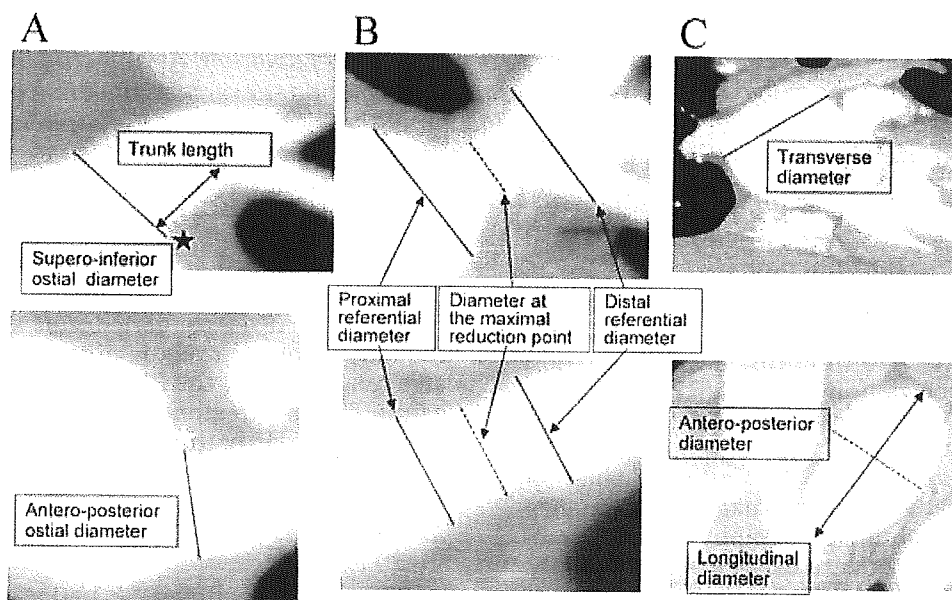 A
Trunk length
Supero-inferior
ostial diameter
Antero-posterior
ostial diameter
B
Proximal
referential
diameter
Diameter at
the maximal
reduction point
Distal
referential
diameter
C
Transverse
diameter
Antero-posterior
diameter
Longitudinal
diameter